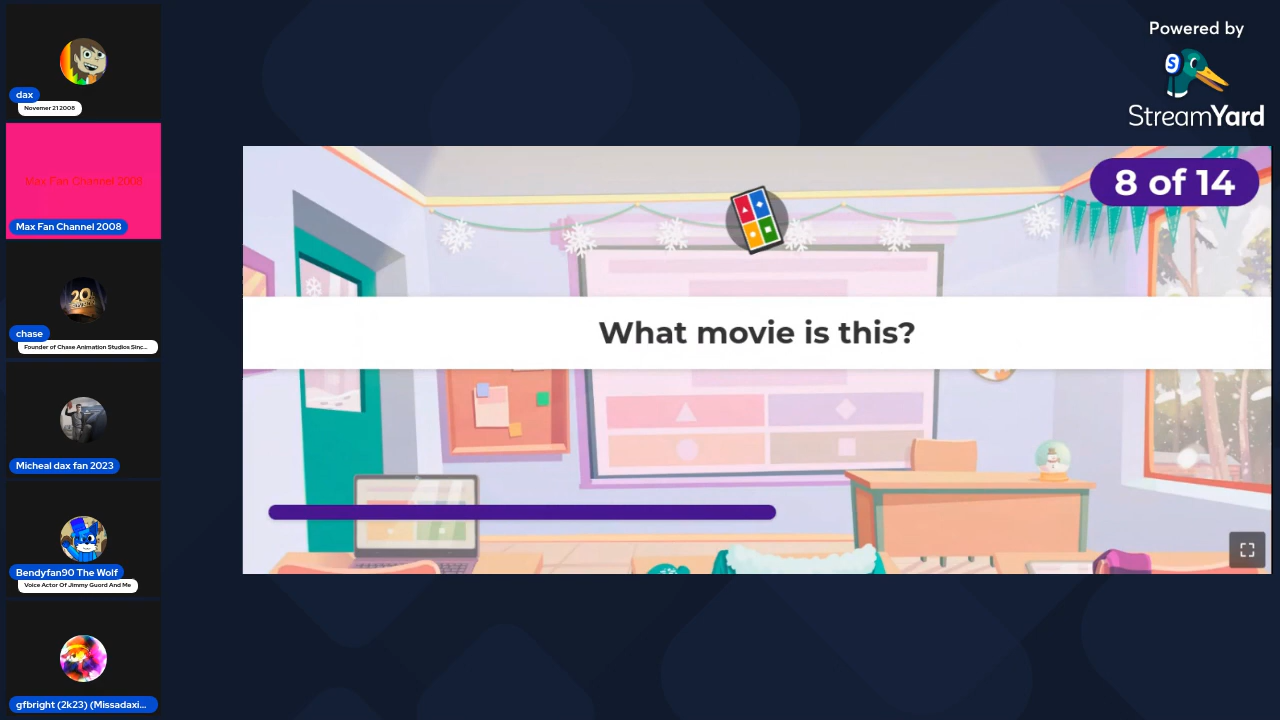 dax
Novemer 21 2008
Max Fan Channel 2008
Max Fan Channel 2008
chase
Founder of Chase Animation Studios Sinc...
Micheal dax fan 2023
Bendyfan90 The Wolf
Voice Actor Of Jimmy Guord And Me
gfbright (2k23) (Missadaxi...
Powered by
S
StreamYard
8 of 14
What movie is this?